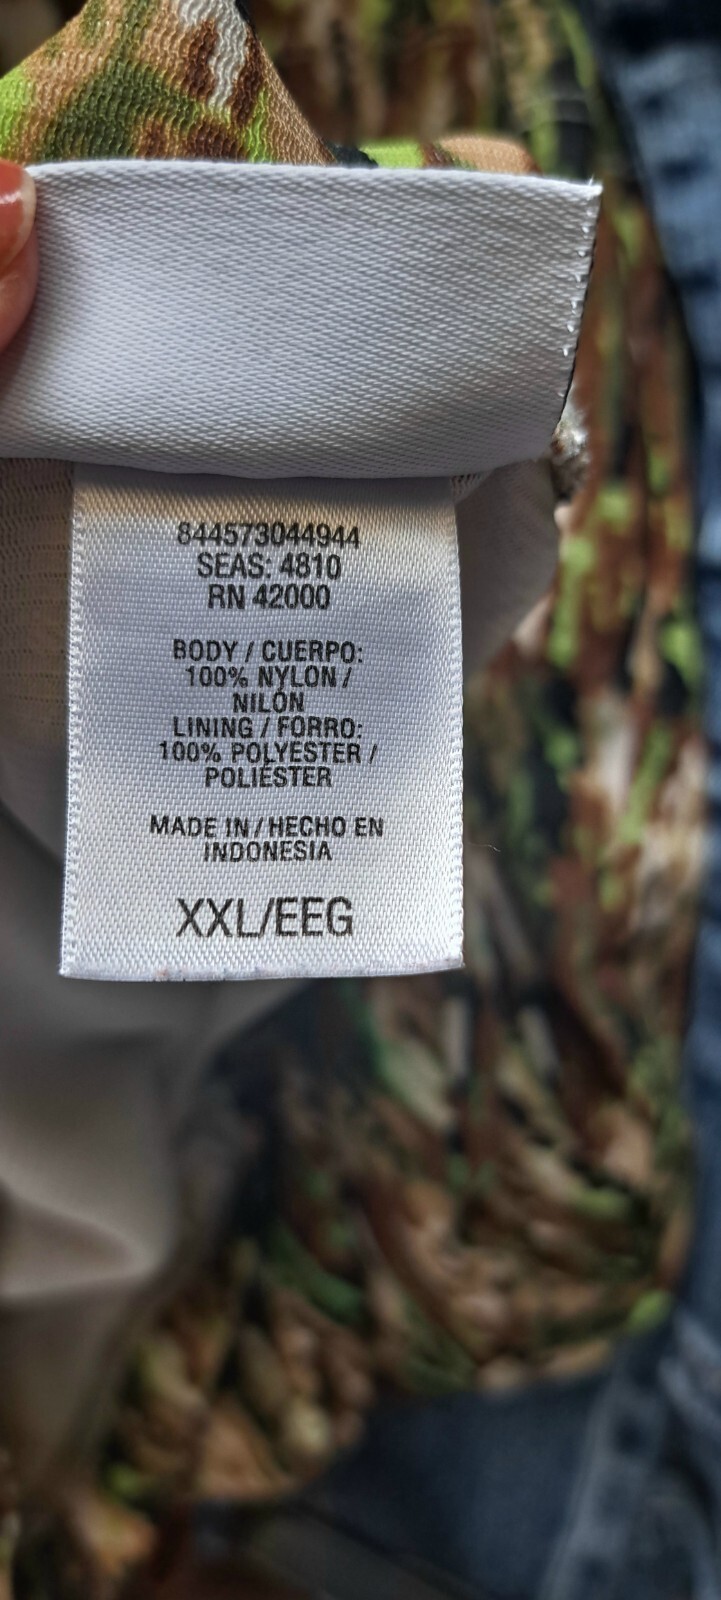 844573044944
SEAS: 4810
RN 42000
BODY / CUERPO:
100% NYLON /
NILÓN
LINING / FORRO:
100% POLYESTER /
POLIÉSTER
MADE IN / HECHO EN
INDONESIA
XXL/EEG